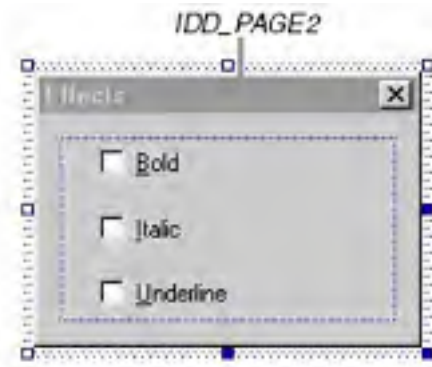 IDD_PAGE2
Effects
Bold
Italic
Underline